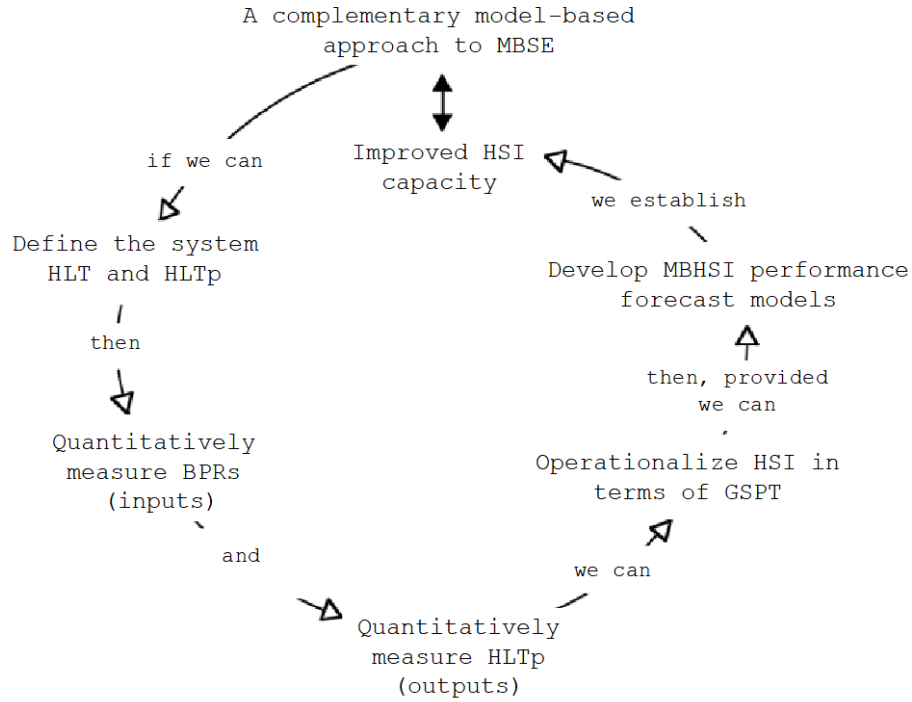 A complementary model-based
approach to MBSE
if we can
Define the system
HLT and HLTp
then
Quantitatively
measure BPRs
(inputs)
and
Quantitatively
measure HLTp
(outputs)
we can
Operationalize HSI in
terms of GSPT
then, provided
we can
Develop MBHSI performance
forecast models
we establish
Improved HSI
capacity